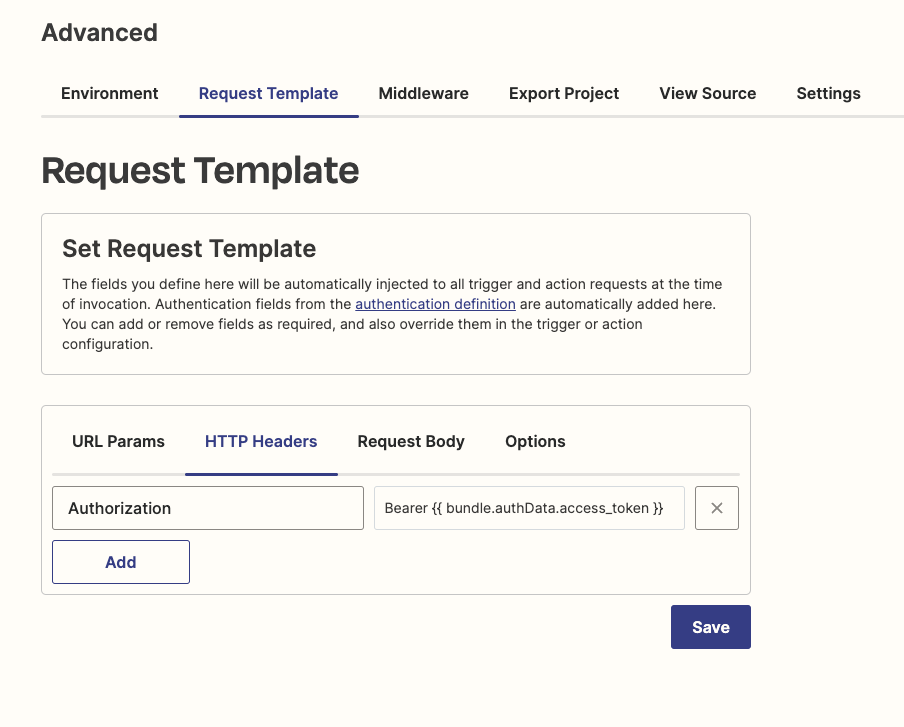 Advanced
Environment Request Template Middleware Export Project View Source Settings
Request Template
Set Request Template
The fields you define here will be automatically injected to all trigger and action requests at the time
of invocation. Authentication fields from the authentication definition are automatically added here.
You can add or remove fields as required, and also override them in the trigger or action
configuration.
URL Params HTTP Headers Request Body Options
Authorization Bearer {{ bundle.authData.access_token }}
Add
Save